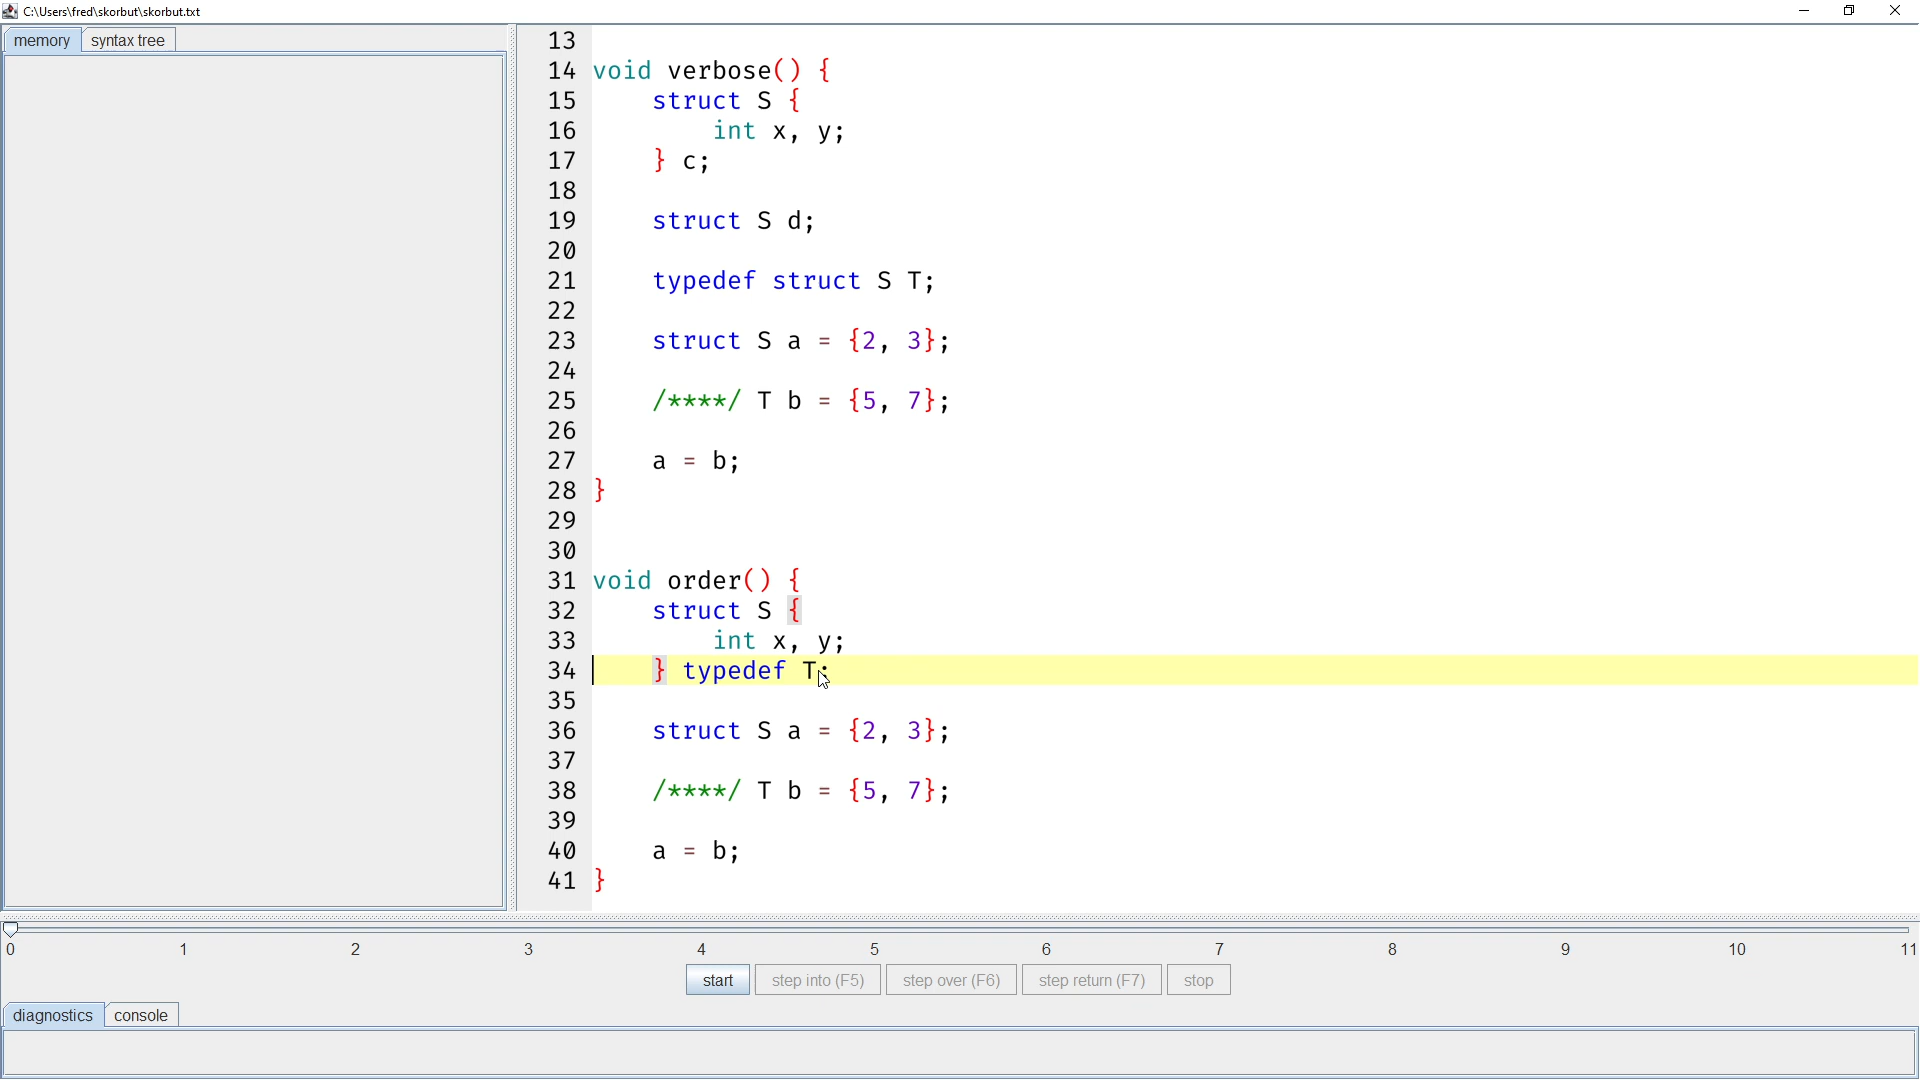 C:\Users\fred\skorbut\skorbut.txt
memory syntax tree
13
14 void verbose() {
15     struct S {
16         int x, y;
17     } c;
18
19     struct S d;
20
21     typedef struct S T;
22
23     struct S a = {2, 3};
24
25     /****/ T b = {5, 7};
26
27     a = b;
28 }
29
30
31 void order() {
32     struct S {
33         int x, y;
34     } typedef T;
35
36     struct S a = {2, 3};
37
38     /****/ T b = {5, 7};
39
40     a = b;
41 }
0 1 2 3 4 5 6 7 8 9 10 11
start step into (F5) step over (F6) step return (F7) stop
diagnostics console